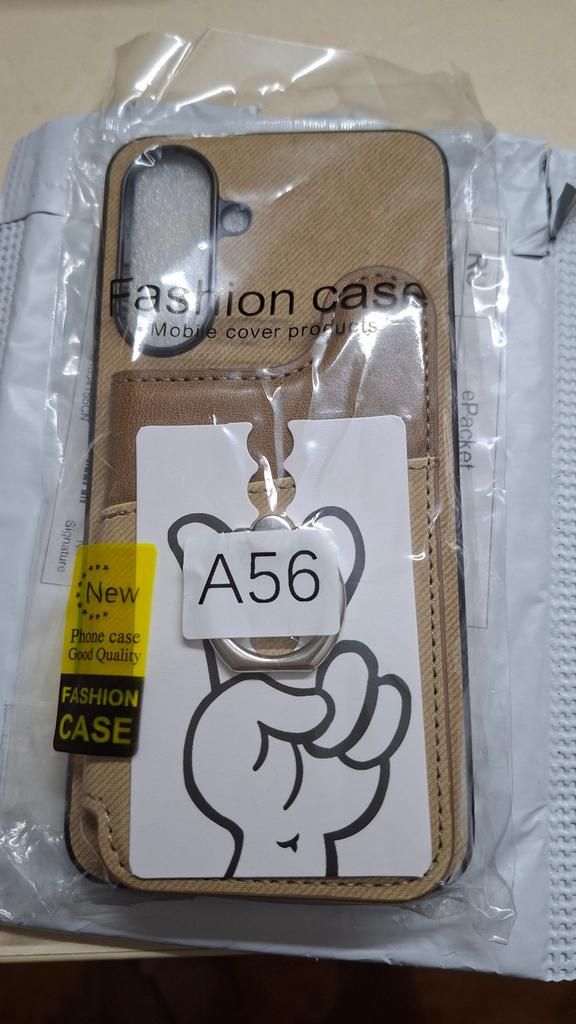 Fashion case
Mobile cover products
ePacket
A56
Signature
New
Phone case
Good Quality
FASHION
CASE